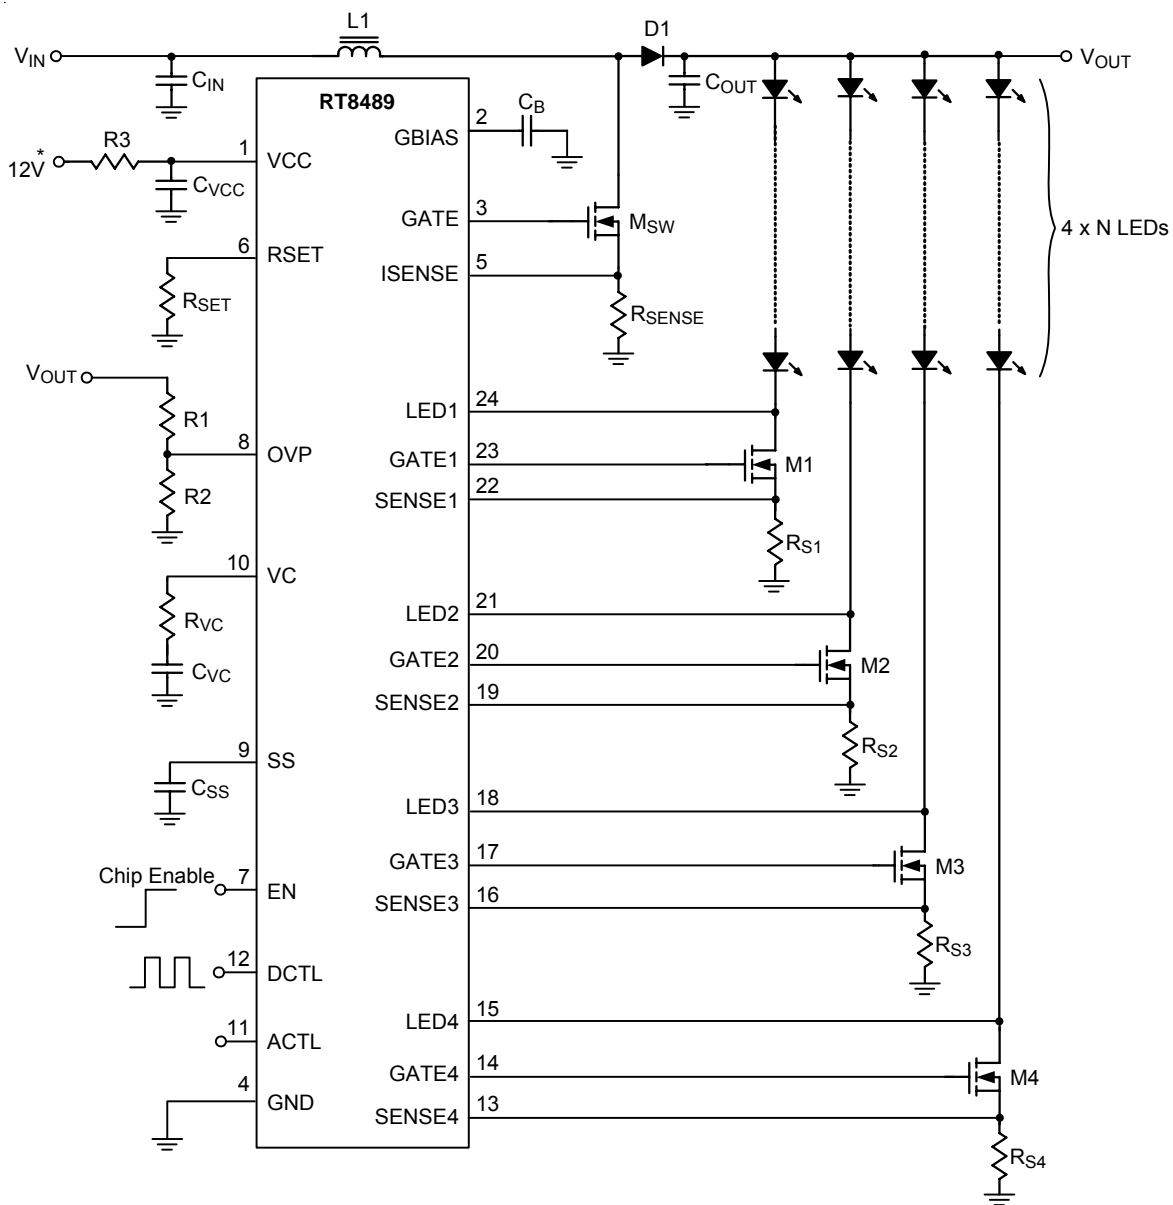 L1
D1
VIN
VOUT
CIN
COUT
RT8489
CB
2
GBIAS
R3
12V*
1
VCC
CVCC
GATE
3
MSW
4 x N LEDs
6
RSET
ISENSE
5
RSET
RSENSE
VOUT
R1
LED1
24
8
OVP
GATE1
23
M1
R2
SENSE1
22
RS1
10
VC
LED2
21
RVC
GATE2
20
M2
CVC
SENSE2
19
RS2
9
SS
CSS
LED3
18
GATE3
17
M3
Chip Enable
7
EN
SENSE3
16
RS3
12
DCTL
LED4
15
11
ACTL
GATE4
14
M4
4
GND
SENSE4
13
RS4